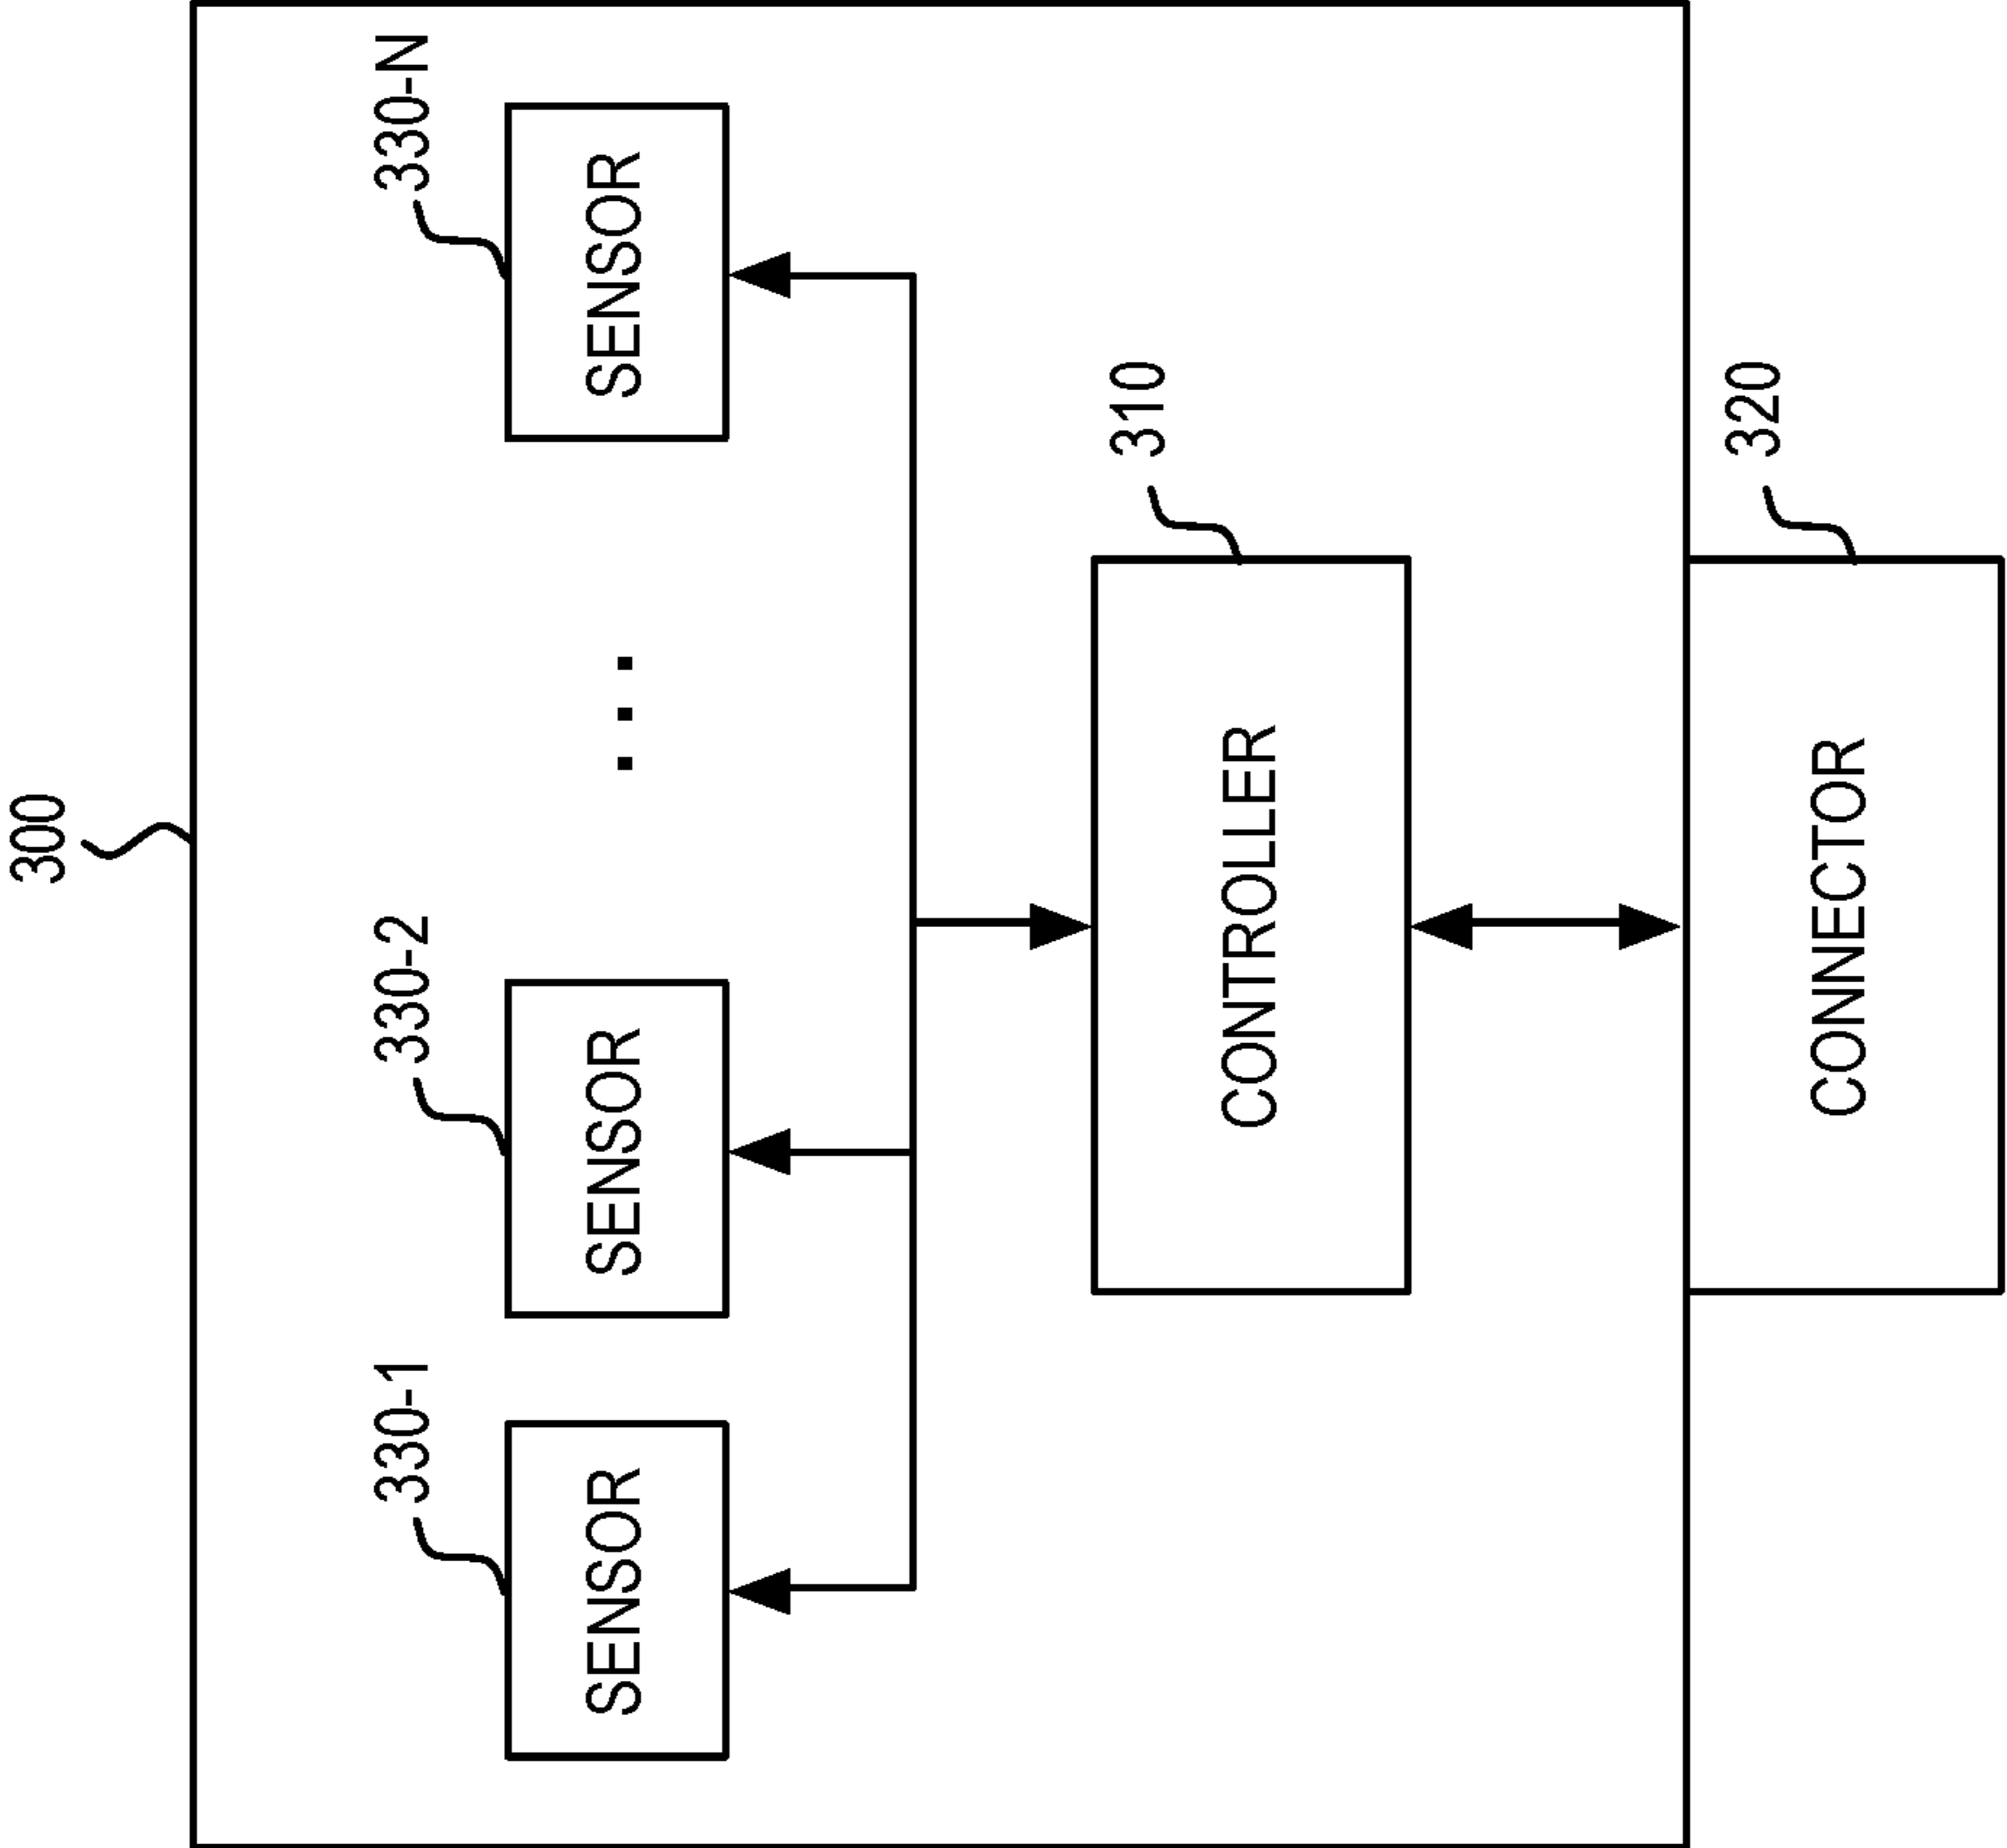 300
330-1
330-2
330-N
SENSOR
SENSOR
...
SENSOR
310
CONTROLLER
320
CONNECTOR